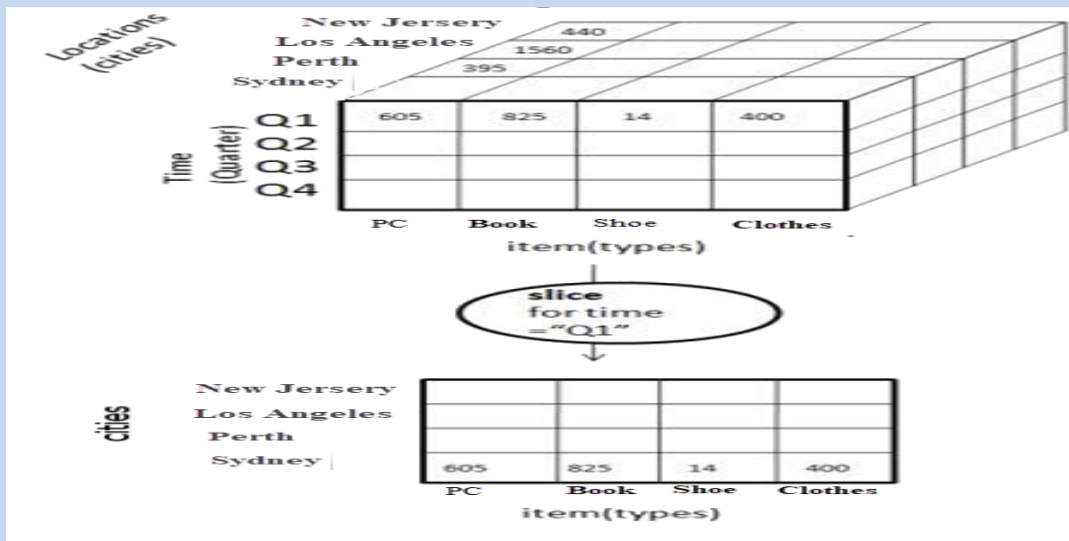 New Jersery
Los Angeles
Perth
Sydney
Locations
(cities)
440
1560
395
Q1 605 825 14 400
Q2
Q3
Q4
Time
(Quarter)
PC Book Shoe Clothes
item(types)
slice
for time
="Q1"
cities
New Jersery
Los Angeles
Perth
Sydney 605 825 14 400
PC Book Shoe Clothes
item(types)